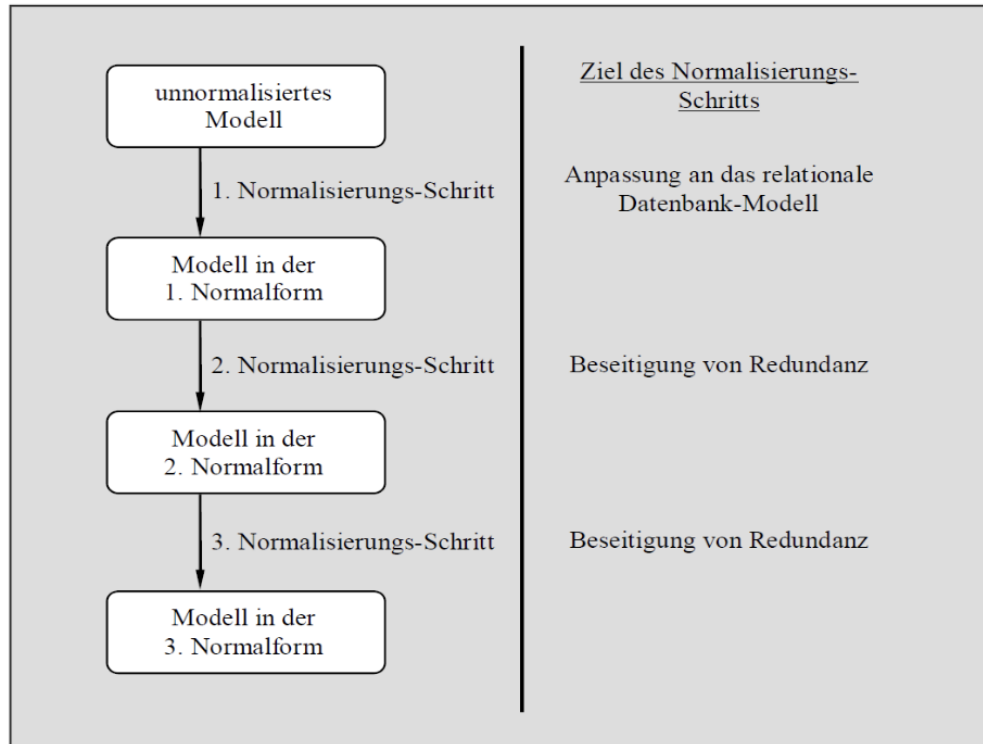 unnormalisiertes
Modell
Ziel des Normalisierungs-
Schritts
1. Normalisierungs-Schritt
Anpassung an das relationale
Datenbank-Modell
Modell in der
1. Normalform
2. Normalisierungs-Schritt
Beseitigung von Redundanz
Modell in der
2. Normalform
3. Normalisierungs-Schritt
Beseitigung von Redundanz
Modell in der
3. Normalform